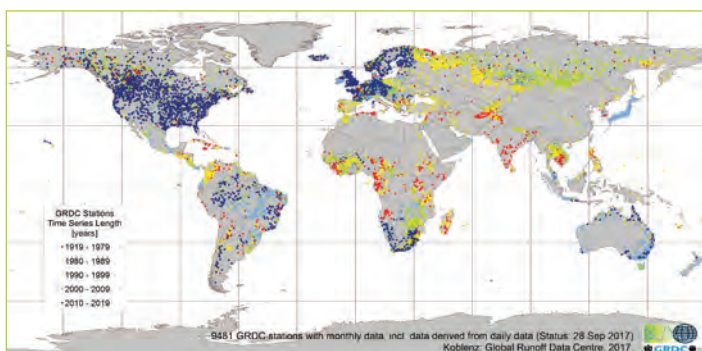 GRDC Stations
Time Series Length
[years]
1919 - 1979
1980 - 1989
1990 - 1999
2000 - 2009
2010 - 2019
9481 GRDC stations with monthly data, incl. data derived from daily data (Status: 28 Sep 2017)
Koblenz: Global Runoff Data Centre, 2017.
GRDC